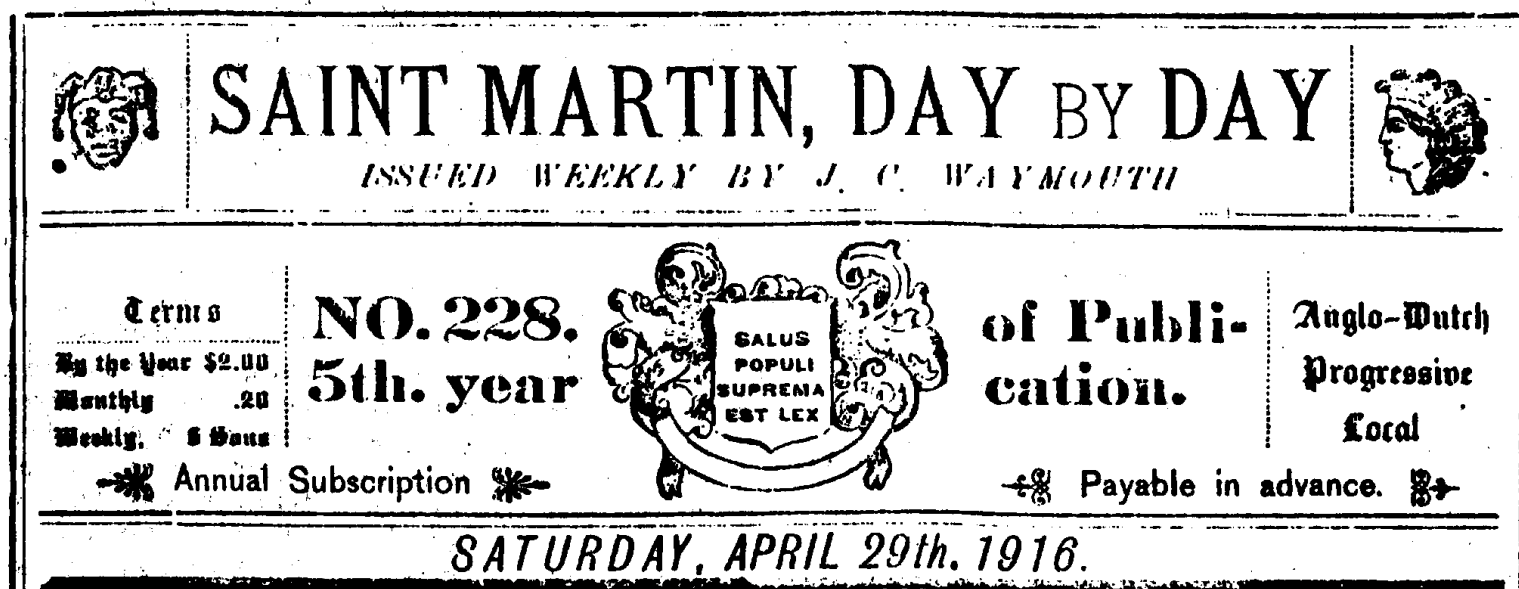 SAINT MARTIN, DAY BY DAY
ISSUED WEEKLY BY J. C. WAYMOUTH
Terms
By the Year $2.00
Monthly .20
Weekly,
NO. 228.
5th. year
SALUS
POPULI
SUPREMA
EST LEX
of Publi-
cation.
Anglo-Dutch
Progressive
Local
Annual Subscription
Payable in advance.
SATURDAY, APRIL 29th. 1916.